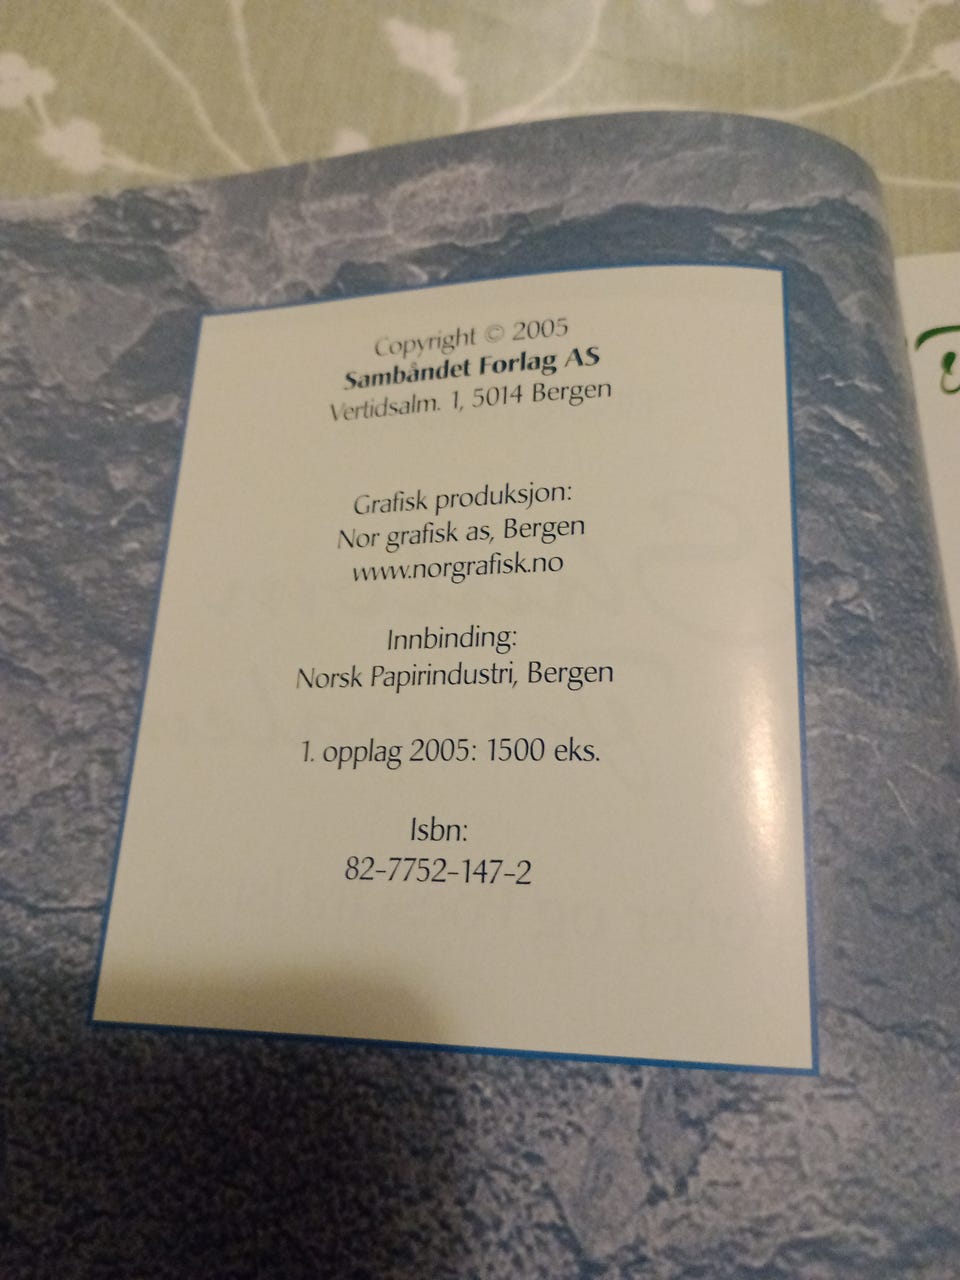 Copyright © 2005
Sambåndet Forlag AS
Vertidsalm. 1, 5014 Bergen
Grafisk produksjon:
Nor grafisk as, Bergen
www.norgrafisk.no
Innbinding:
Norsk Papirindustri, Bergen
1. opplag 2005: 1500 eks.
Isbn:
82-7752-147-2